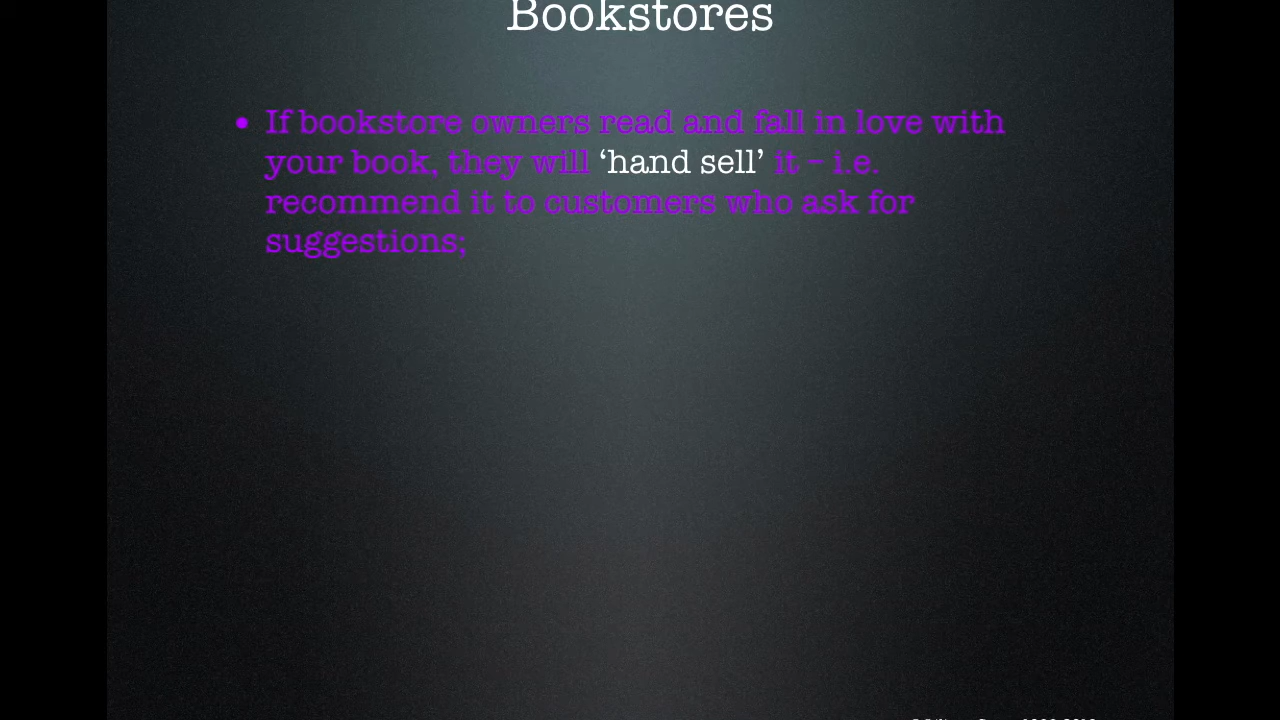 Bookstores
• If bookstore owners read and fall in love with
your book, they will ‘hand sell’ it – i.e.
recommend it to customers who ask for
suggestions;